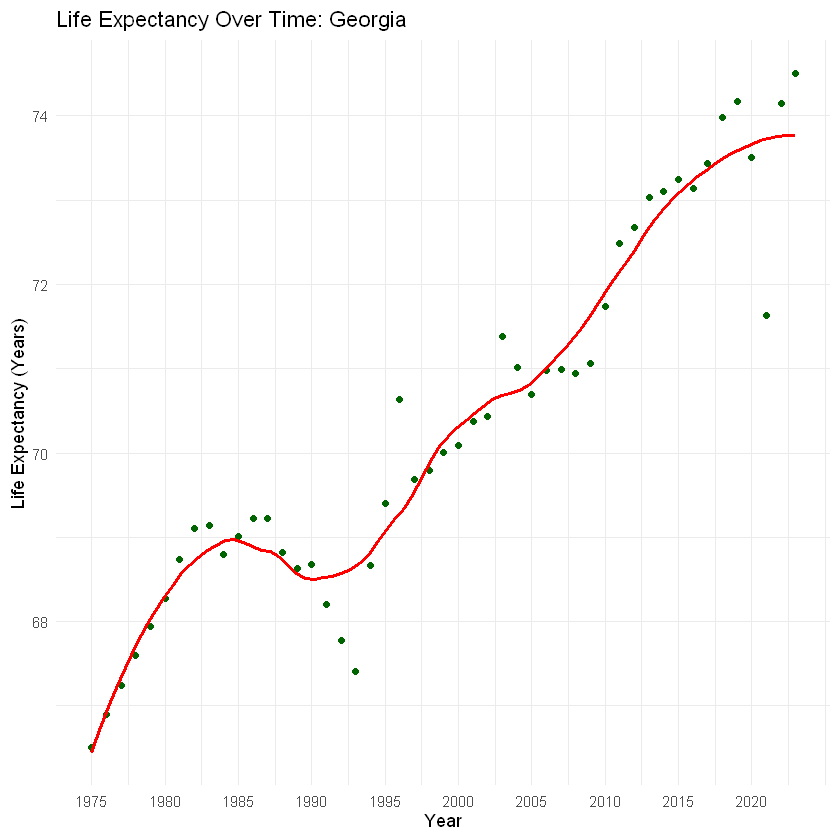 Life Expectancy Over Time: Georgia
74
72
70
68
Life Expectancy (Years)
1975 1980 1985 1990 1995 2000 2005 2010 2015 2020
Year